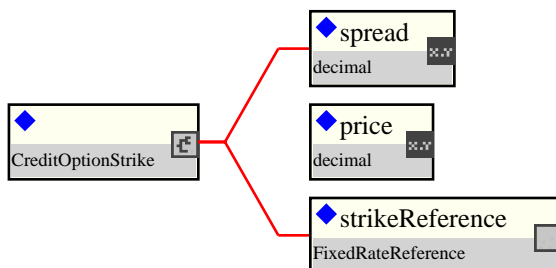 spread
x.Y
decimal
CreditOptionStrike
price
x.Y
decimal
strikeReference
FixedRateReference